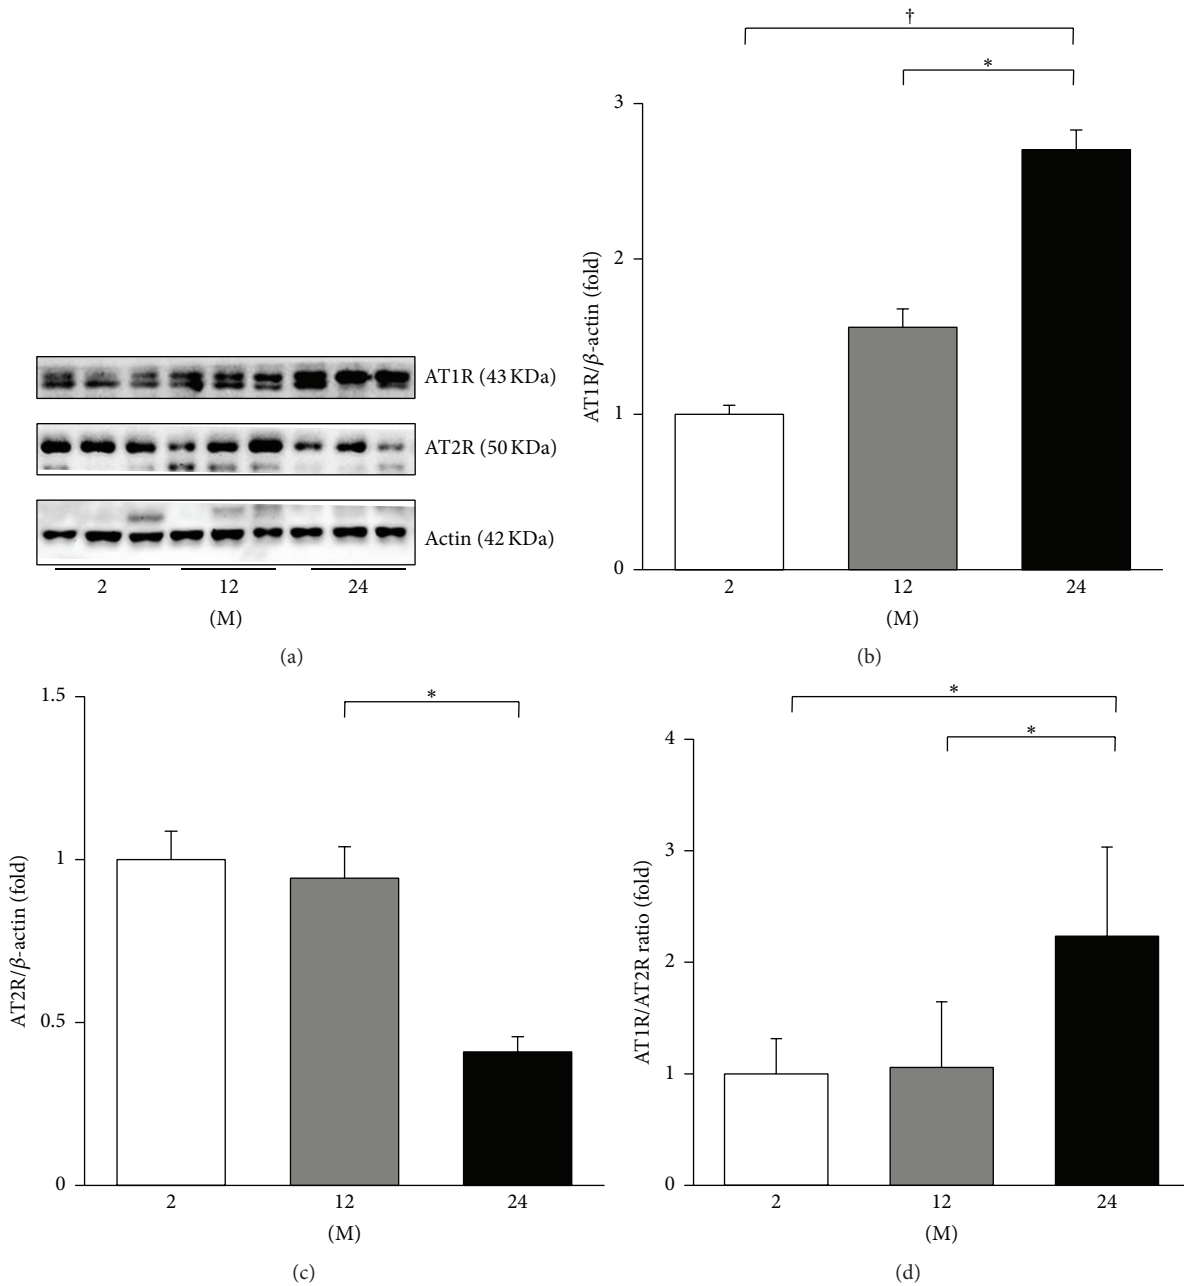 AT1R (43 KDa)
AT2R (50 KDa)
Actin (42 KDa)
2 12 24
(M)
(a)
†
*
3
2
1
0
AT1R/β-actin (fold)
2 12 24
(M)
(b)
*
1.5
1
0.5
0
AT2R/β-actin (fold)
2 12 24
(M)
(c)
*
*
4
3
2
1
0
AT1R/AT2R ratio (fold)
2 12 24
(M)
(d)